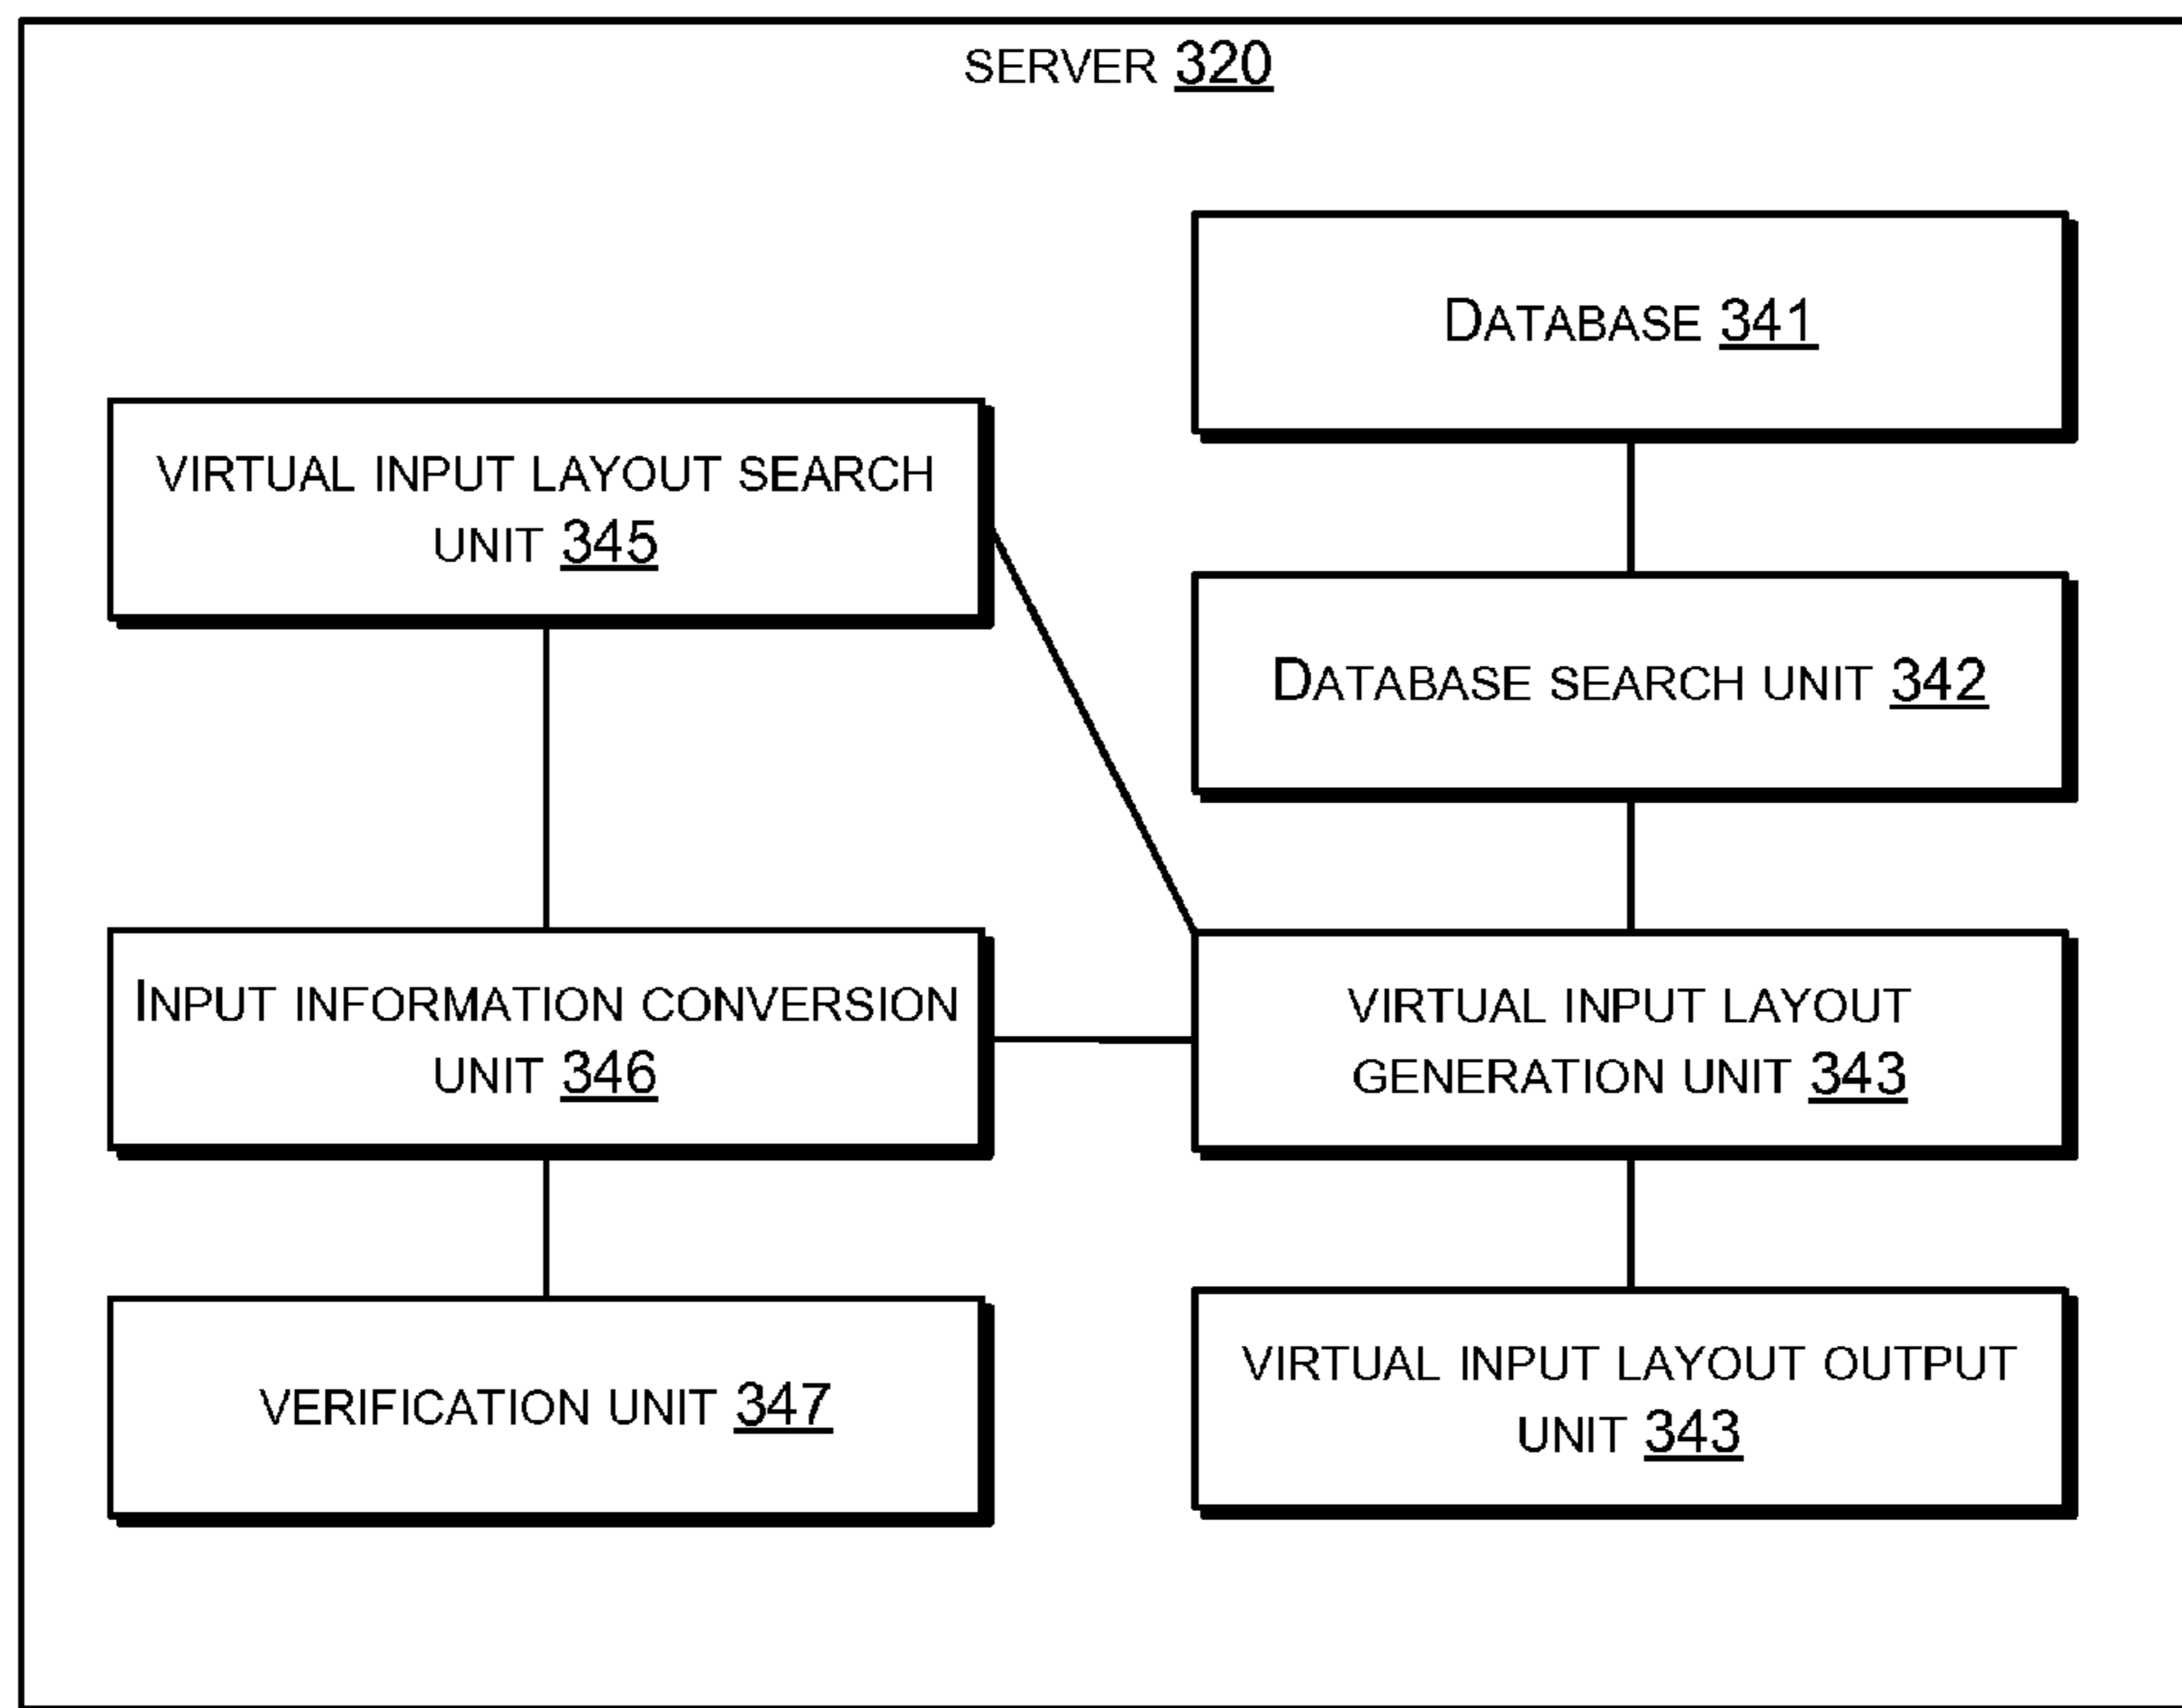 SERVER 320
DATABASE 341
VIRTUAL INPUT LAYOUT SEARCH
UNIT 345
DATABASE SEARCH UNIT 342
INPUT INFORMATION CONVERSION
UNIT 346
VIRTUAL INPUT LAYOUT
GENERATION UNIT 343
VERIFICATION UNIT 347
VIRTUAL INPUT LAYOUT OUTPUT
UNIT 343